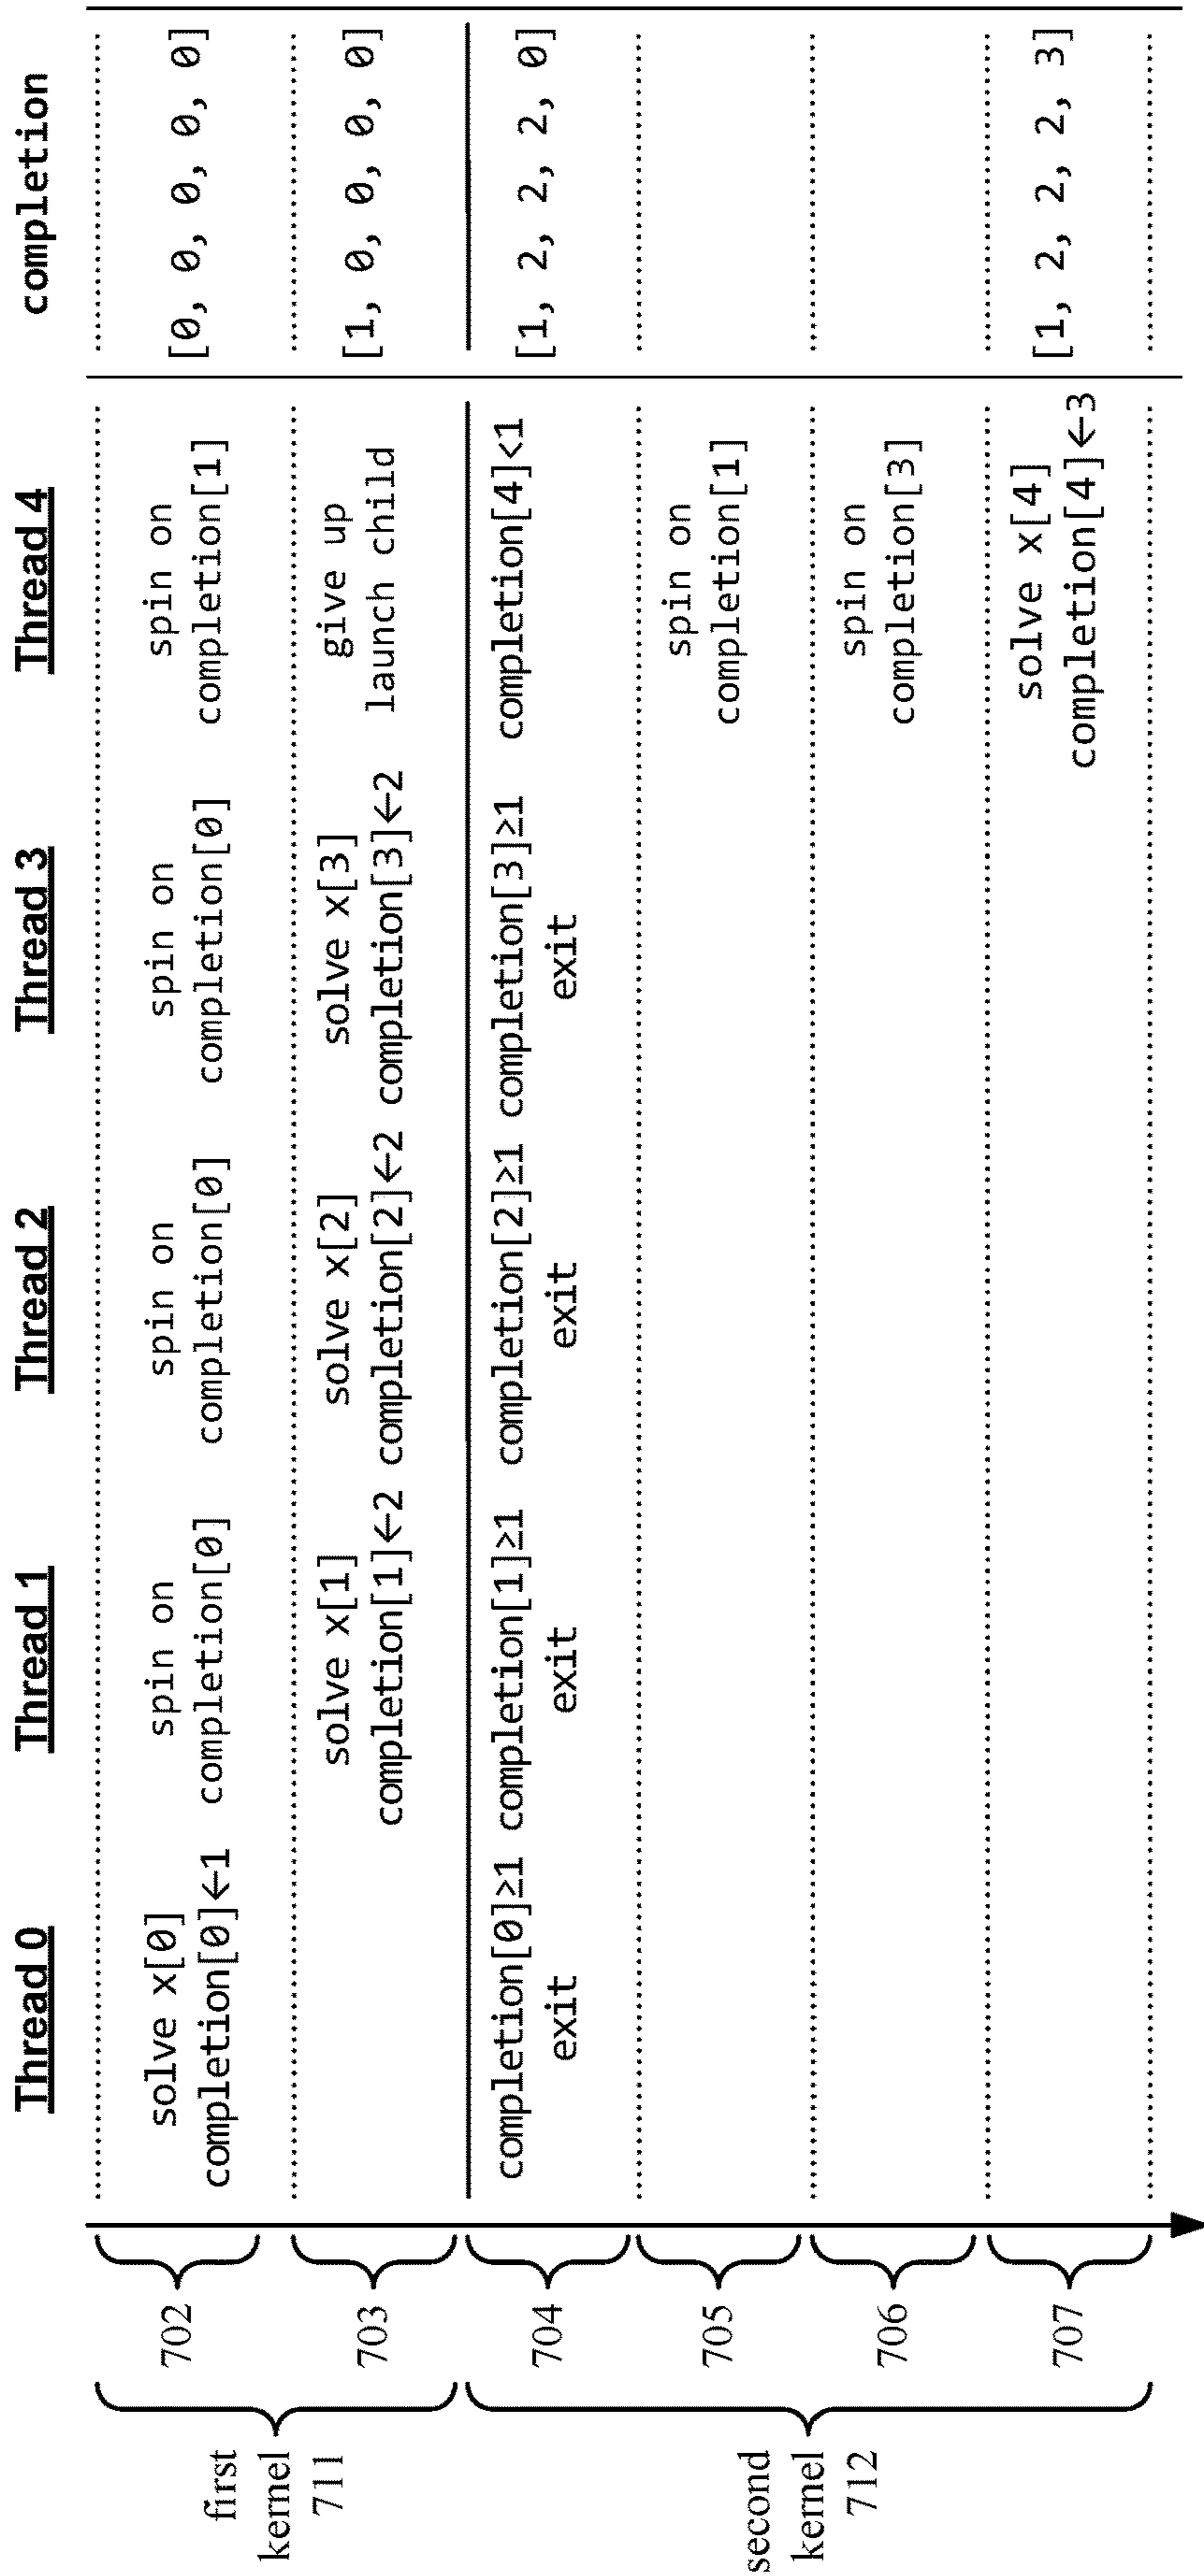 Thread 0 Thread 1 Thread 2 Thread 3 Thread 4 completion
first
kernel
711
702
solve x[0] spin on spin on spin on spin on
completion[0]←1 completion[0] completion[0] completion[0] completion[1]
[0, 0, 0, 0, 0]
703
solve x[1] solve x[2] solve x[3] give up
completion[1]←2 completion[2]←2 completion[3]←2 launch child
[1, 0, 0, 0, 0]
second
kernel
712
704
completion[0]≥1 completion[1]≥1 completion[2]≥1 completion[3]≥1 completion[4]<1
exit exit exit exit
[1, 2, 2, 2, 0]
705
spin on
completion[1]
706
spin on
completion[3]
707
solve x[4]
completion[4]←3
[1, 2, 2, 2, 3]